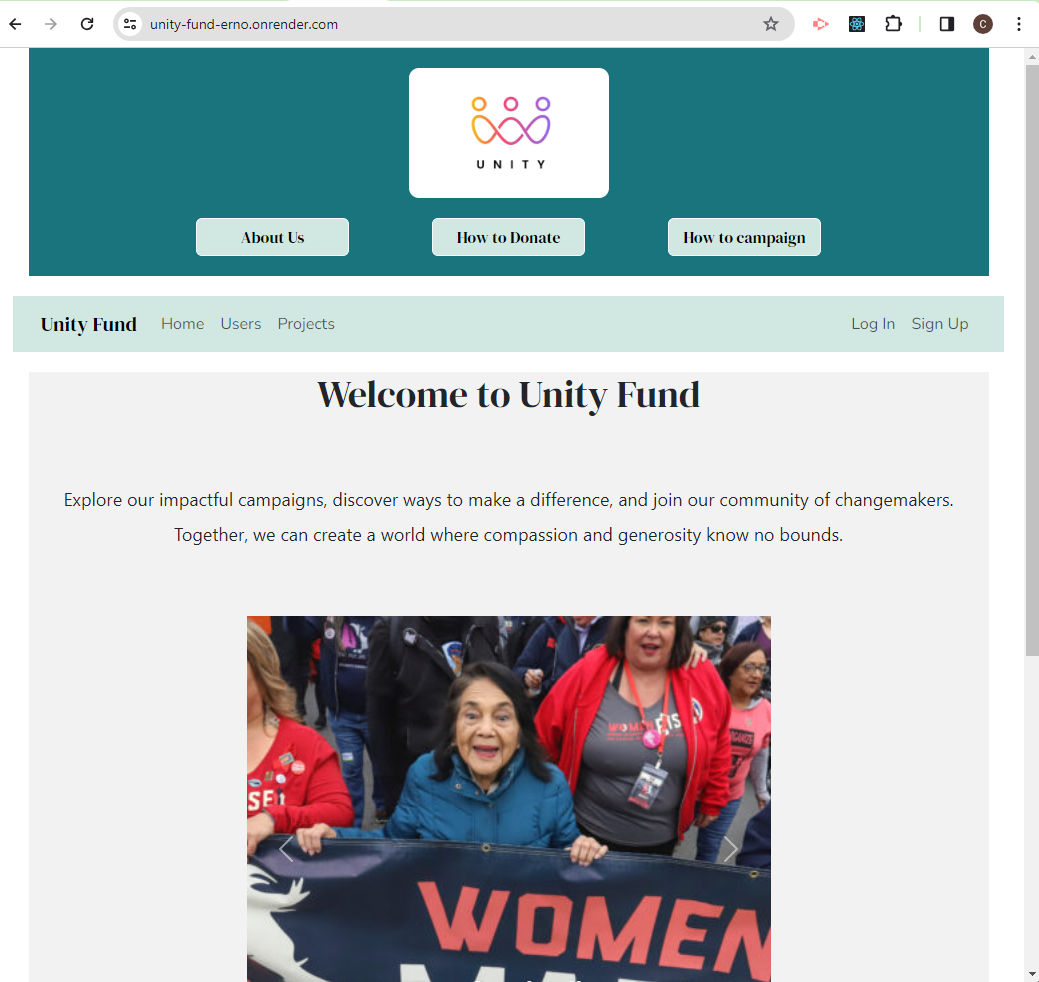 unity-fund-erno.onrender.com
C
UNITY
About Us How to Donate How to campaign
Unity Fund Home Users Projects Log In Sign Up
Welcome to Unity Fund
Explore our impactful campaigns, discover ways to make a difference, and join our community of changemakers.
Together, we can create a world where compassion and generosity know no bounds.
WOMEN